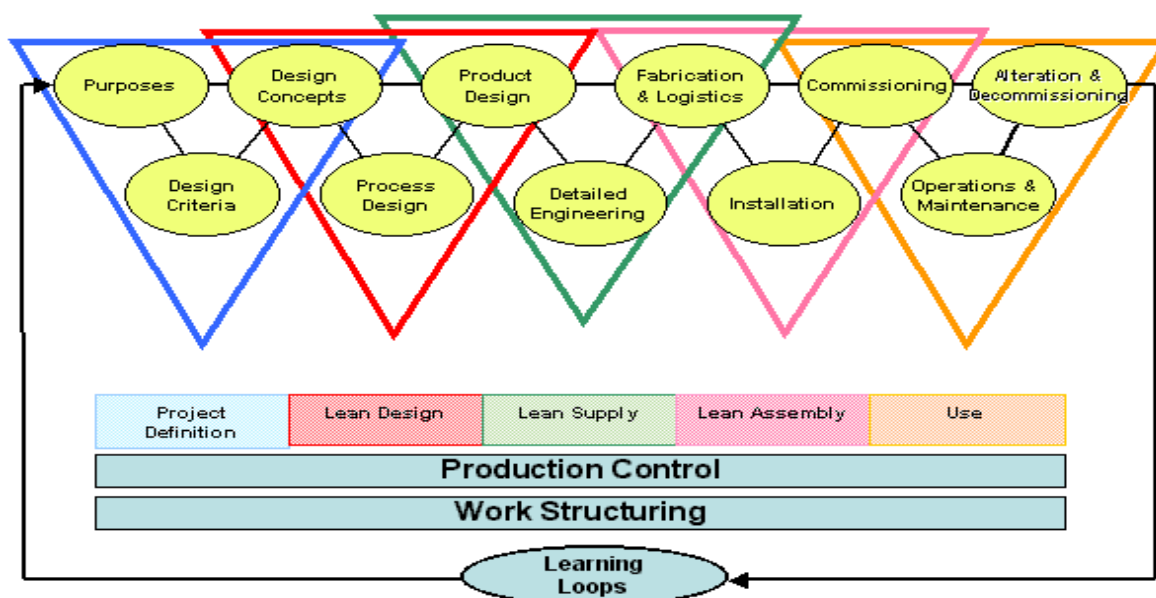 Purposes
Design
Concepts
Product
Design
Fabrication
& Logistics
Commissioning
Alteration &
Decommissioning
Design
Criteria
Process
Design
Detailed
Engineering
Installation
Operations &
Maintenance
Project
Definition
Lean Design
Lean Supply
Lean Assembly
Use
Production Control
Work Structuring
Learning
Loops